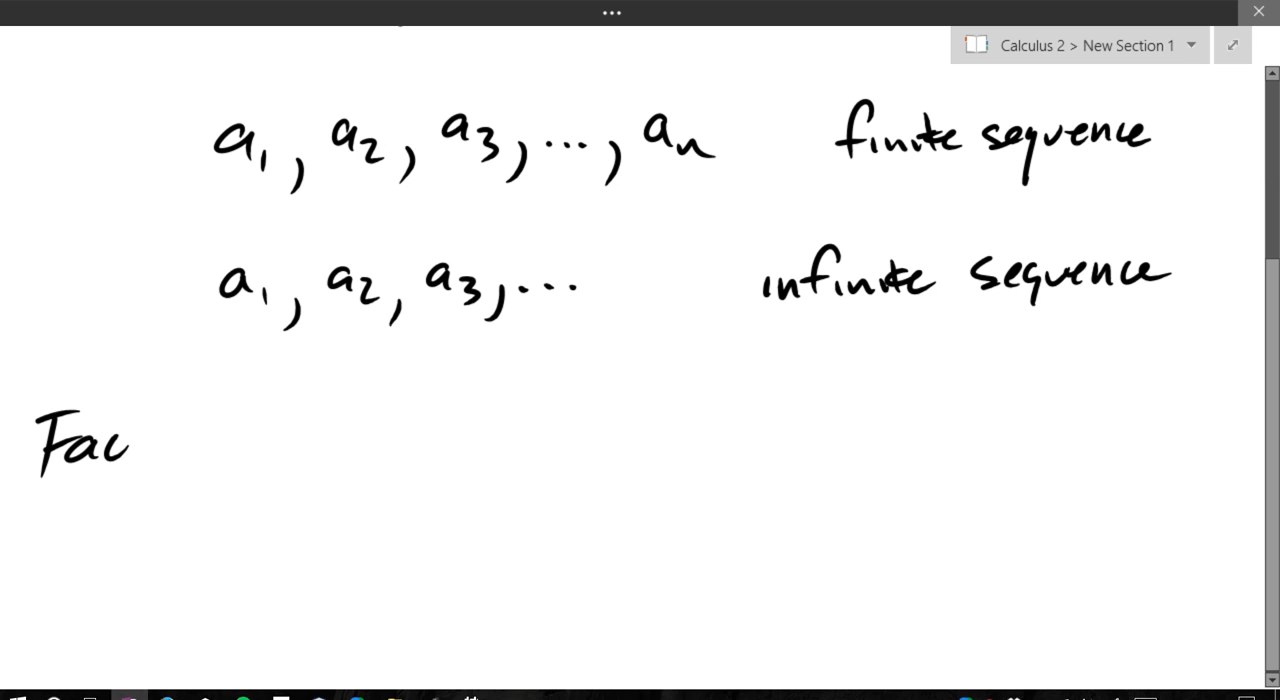 Calculus 2 > New Section 1
a₁, a₂, a₃, ..., aₙ finite sequence
a₁, a₂, a₃, ... infinite sequence
Fac